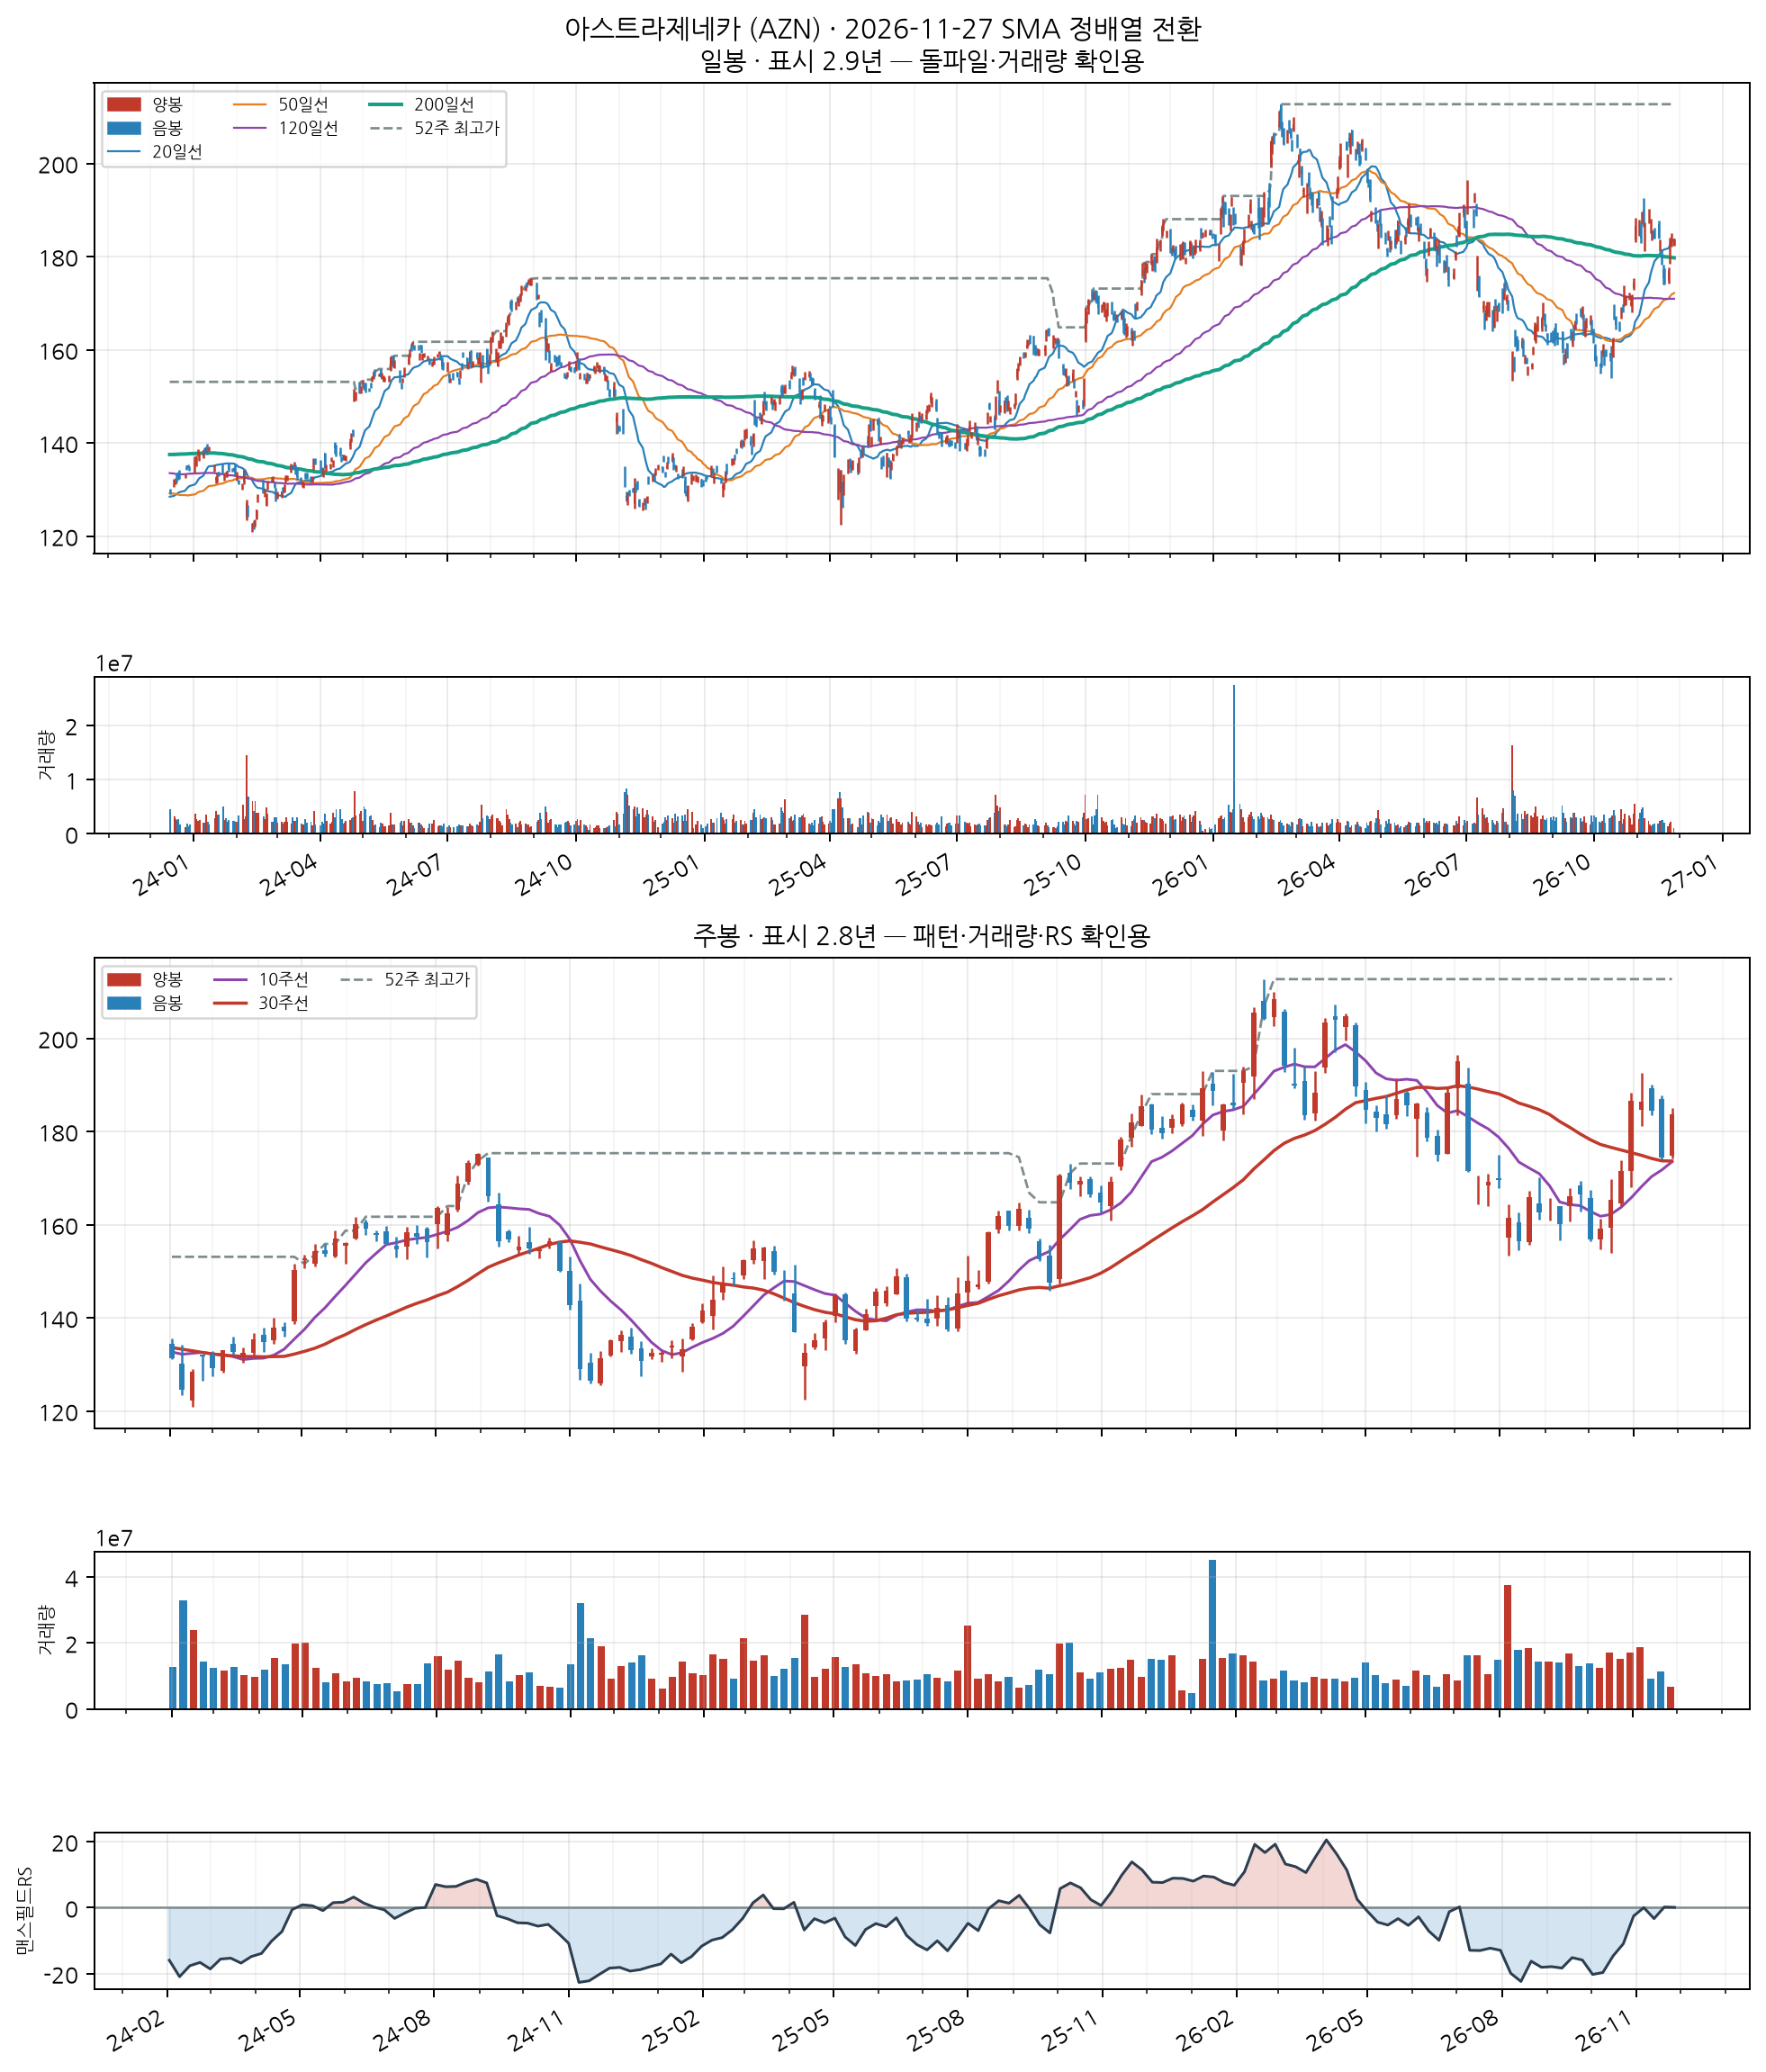 아스트라제네카 (AZN) · 2026-11-27 SMA 정배열 전환
일봉 · 표시 2.9년 — 돌파일·거래량 확인용
양봉
음봉
20일선
50일선
120일선
200일선
52주 최고가
200
180
160
140
120
1e7
거래량
2
1
0
24-01
24-04
24-07
24-10
25-01
25-04
25-07
25-10
26-01
26-04
26-07
26-10
27-01
주봉 · 표시 2.8년 — 패턴·거래량·RS 확인용
양봉
음봉
10주선
30주선
52주 최고가
200
180
160
140
120
1e7
거래량
4
2
0
맨스필드RS
20
0
-20
24-02
24-05
24-08
24-11
25-02
25-05
25-08
25-11
26-02
26-05
26-08
26-11